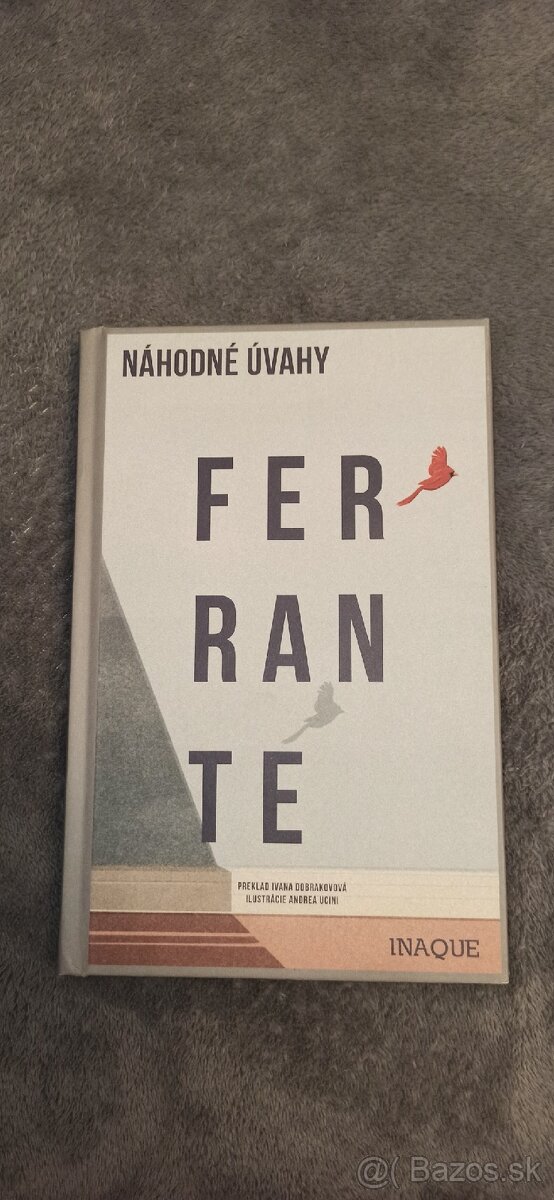 NÁHODNÉ ÚVAHY
FER
RAN
TE
PREKLAD IVANA DOBRAKOVOVÁ
ILUSTRÁCIE ANDREA UCINI
INAQUE
@( Bazos.sk